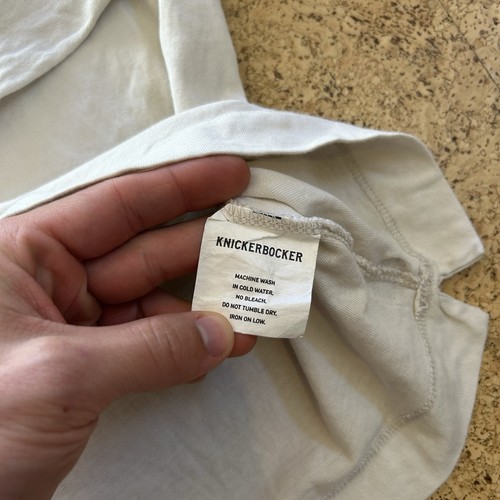 KNICKERBOCKER
MACHINE WASH
IN COLD WATER.
NO BLEACH.
DO NOT TUMBLE DRY.
IRON ON LOW.